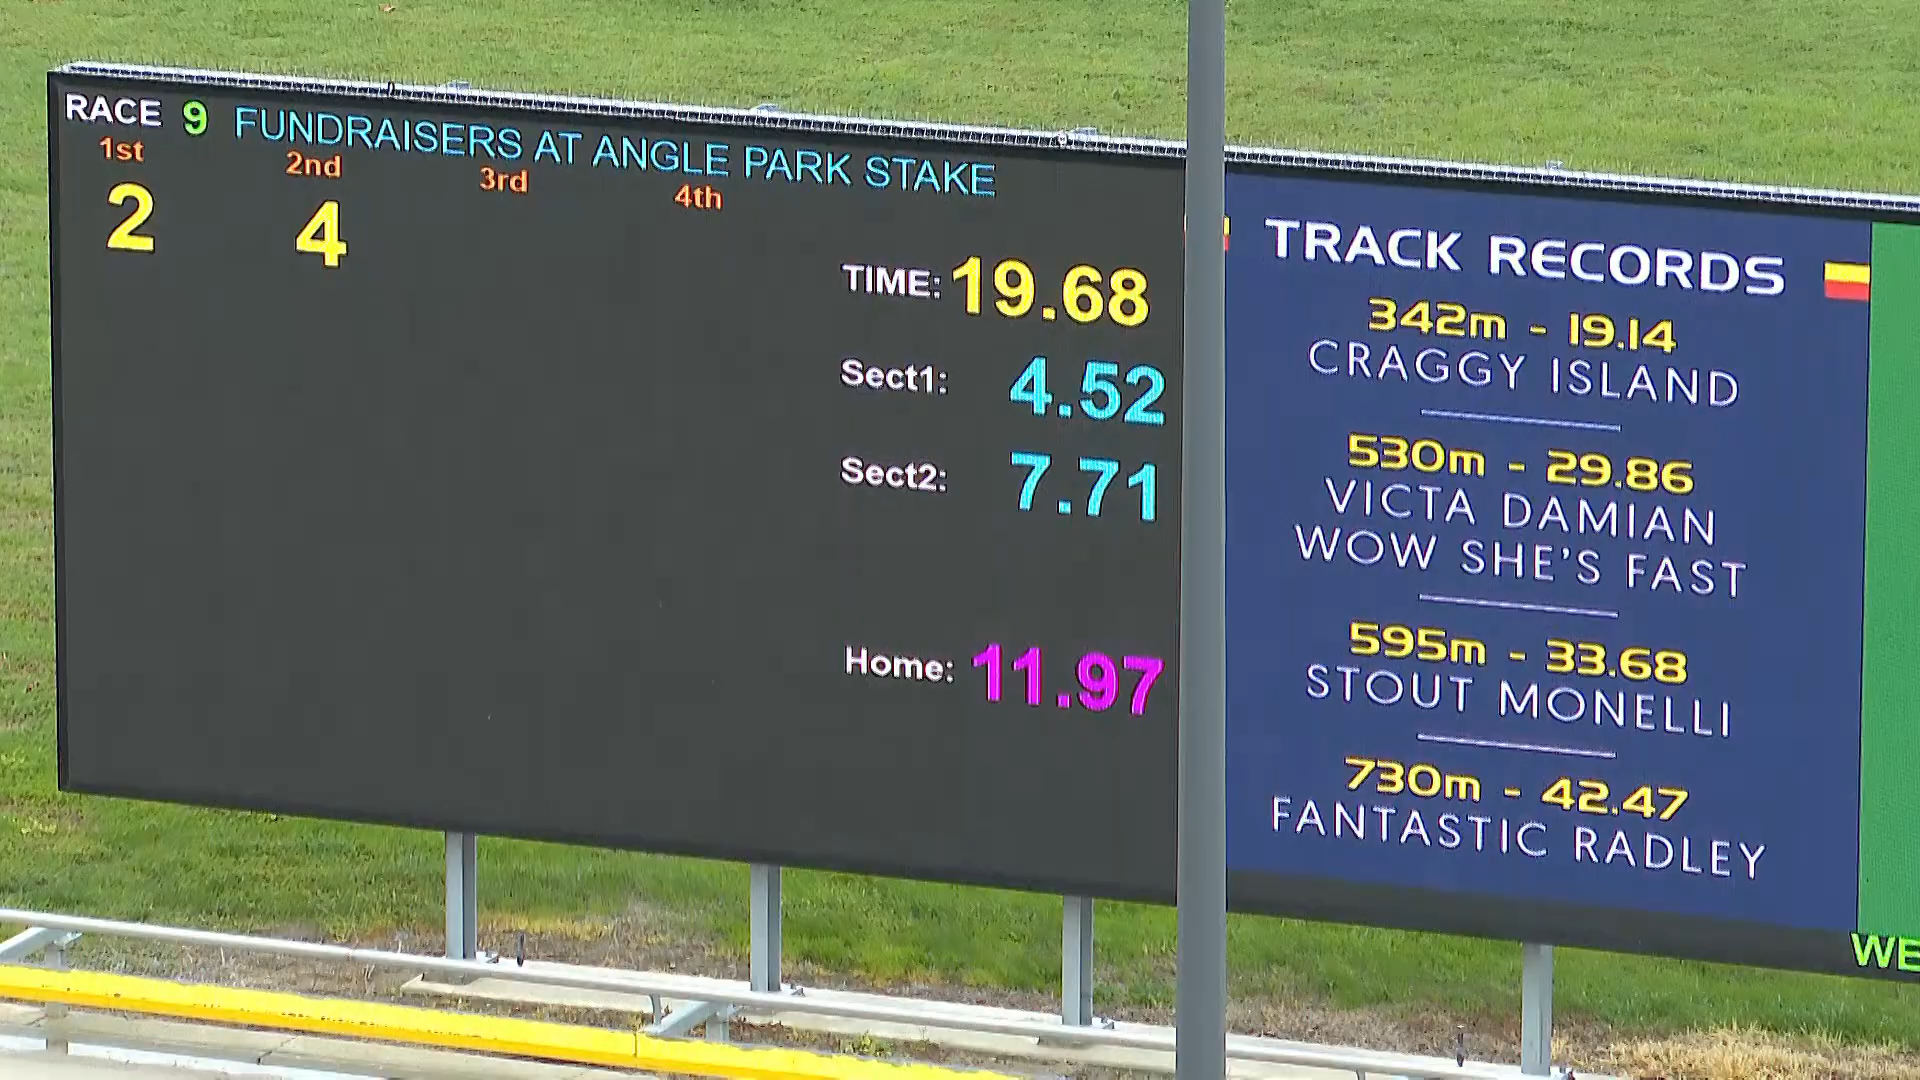 RACE 9 FUNDRAISERS AT ANGLE PARK STAKE
1st 2nd 3rd 4th
2 4
TIME: 19.68
Sect1: 4.52
Sect2: 7.71
Home: 11.97
TRACK RECORDS
342m - 19.14
CRAGGY ISLAND
530m - 29.86
VICTA DAMIAN
WOW SHE'S FAST
595m - 33.68
STOUT MONELLI
730m - 42.47
FANTASTIC RADLEY